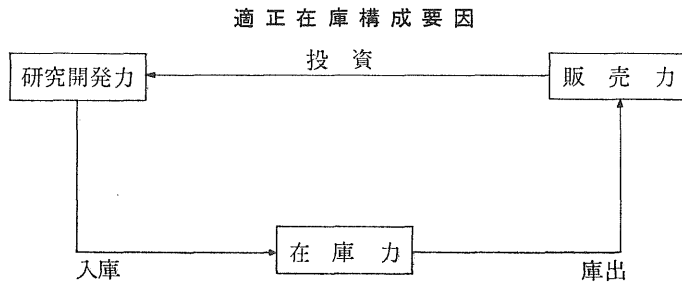 適正在庫構成要因
投資
研究開発力
販売力
在庫力
入庫
庫出